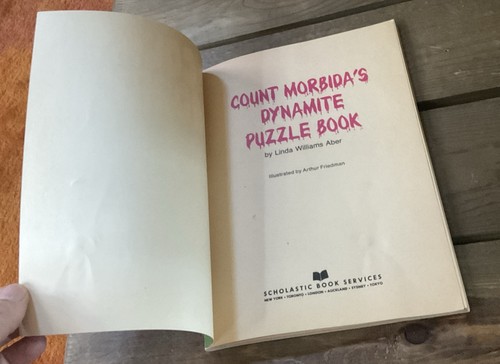 COUNT MORBIDA'S
DYNAMITE
PUZZLE BOOK
by Linda Williams Aber
Illustrated by Arthur Friedman
SCHOLASTIC BOOK SERVICES
NEW YORK • TORONTO • LONDON • AUCKLAND • SYDNEY • TOKYO